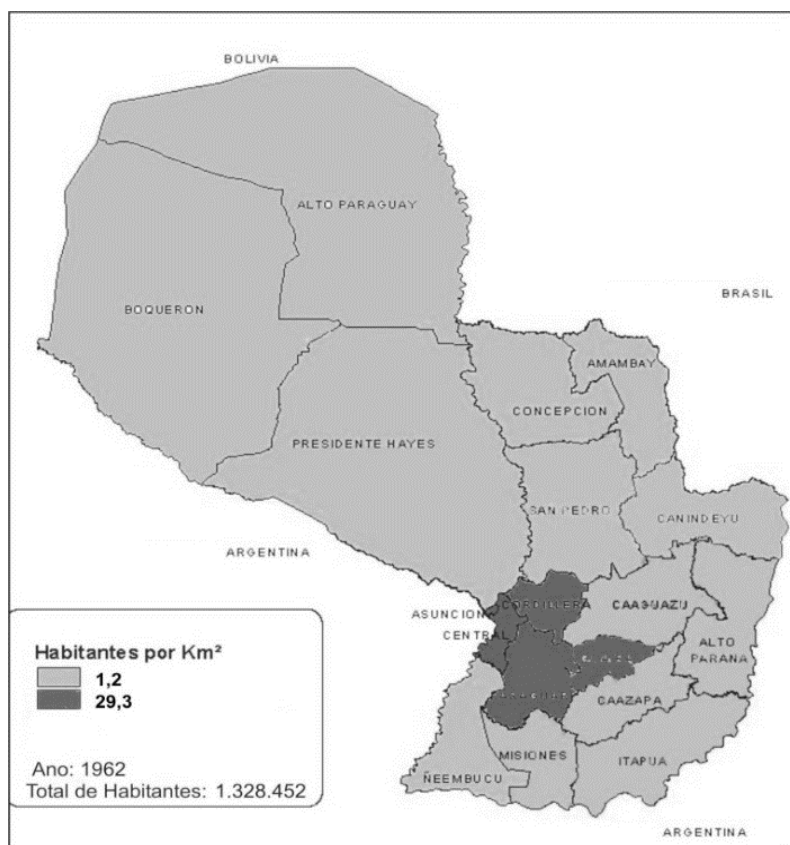 BOLIVIA
ALTO PARAGUAY
BOQUERON
BRASIL
AMAMBAY
CONCEPCION
PRESIDENTE HAYES
SAN PEDRO
CANINDEYU
ARGENTINA
ASUNCION
CORDILLERA
CAAGUAZU
CENTRAL
ALTO
PARANA
CAAZAPA
MISIONES
ITAPUA
ÑEEMBUCU
ARGENTINA
Habitantes por Km²
1,2
29,3
Ano: 1962
Total de Habitantes: 1.328.452